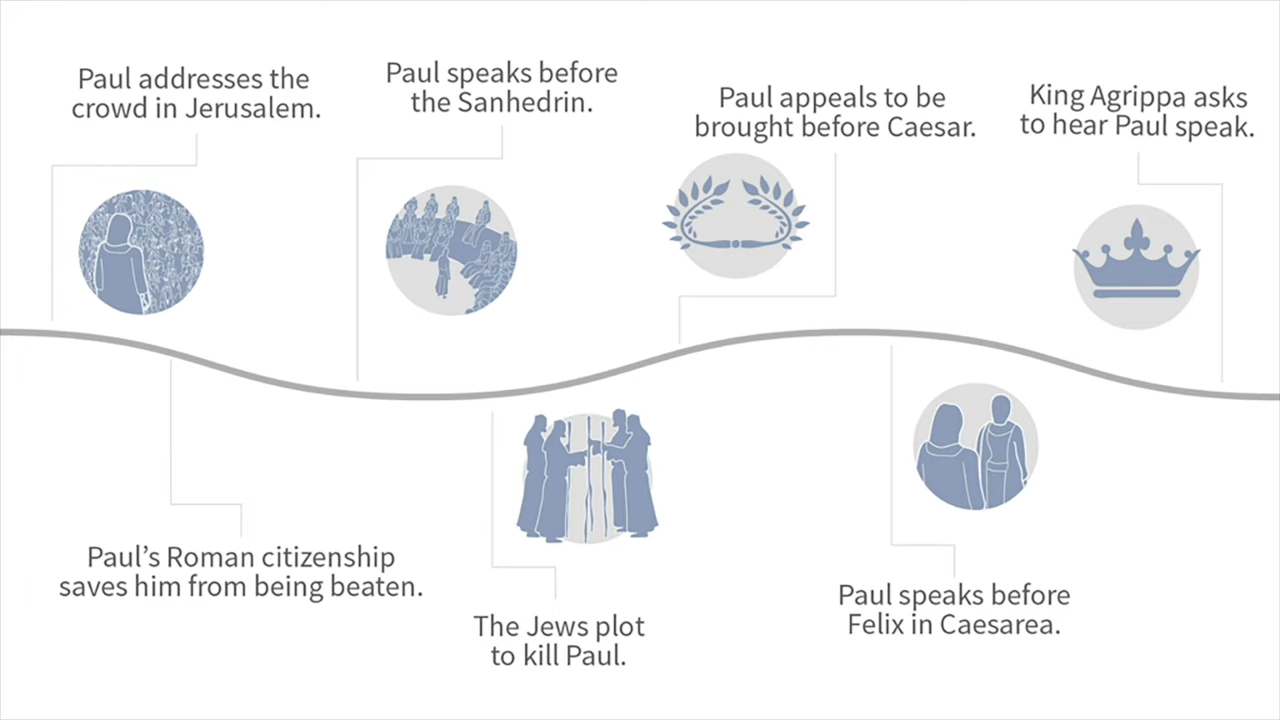 Paul addresses the
crowd in Jerusalem.
Paul speaks before
the Sanhedrin.
Paul appeals to be
brought before Caesar.
King Agrippa asks
to hear Paul speak.
Paul’s Roman citizenship
saves him from being beaten.
The Jews plot
to kill Paul.
Paul speaks before
Felix in Caesarea.